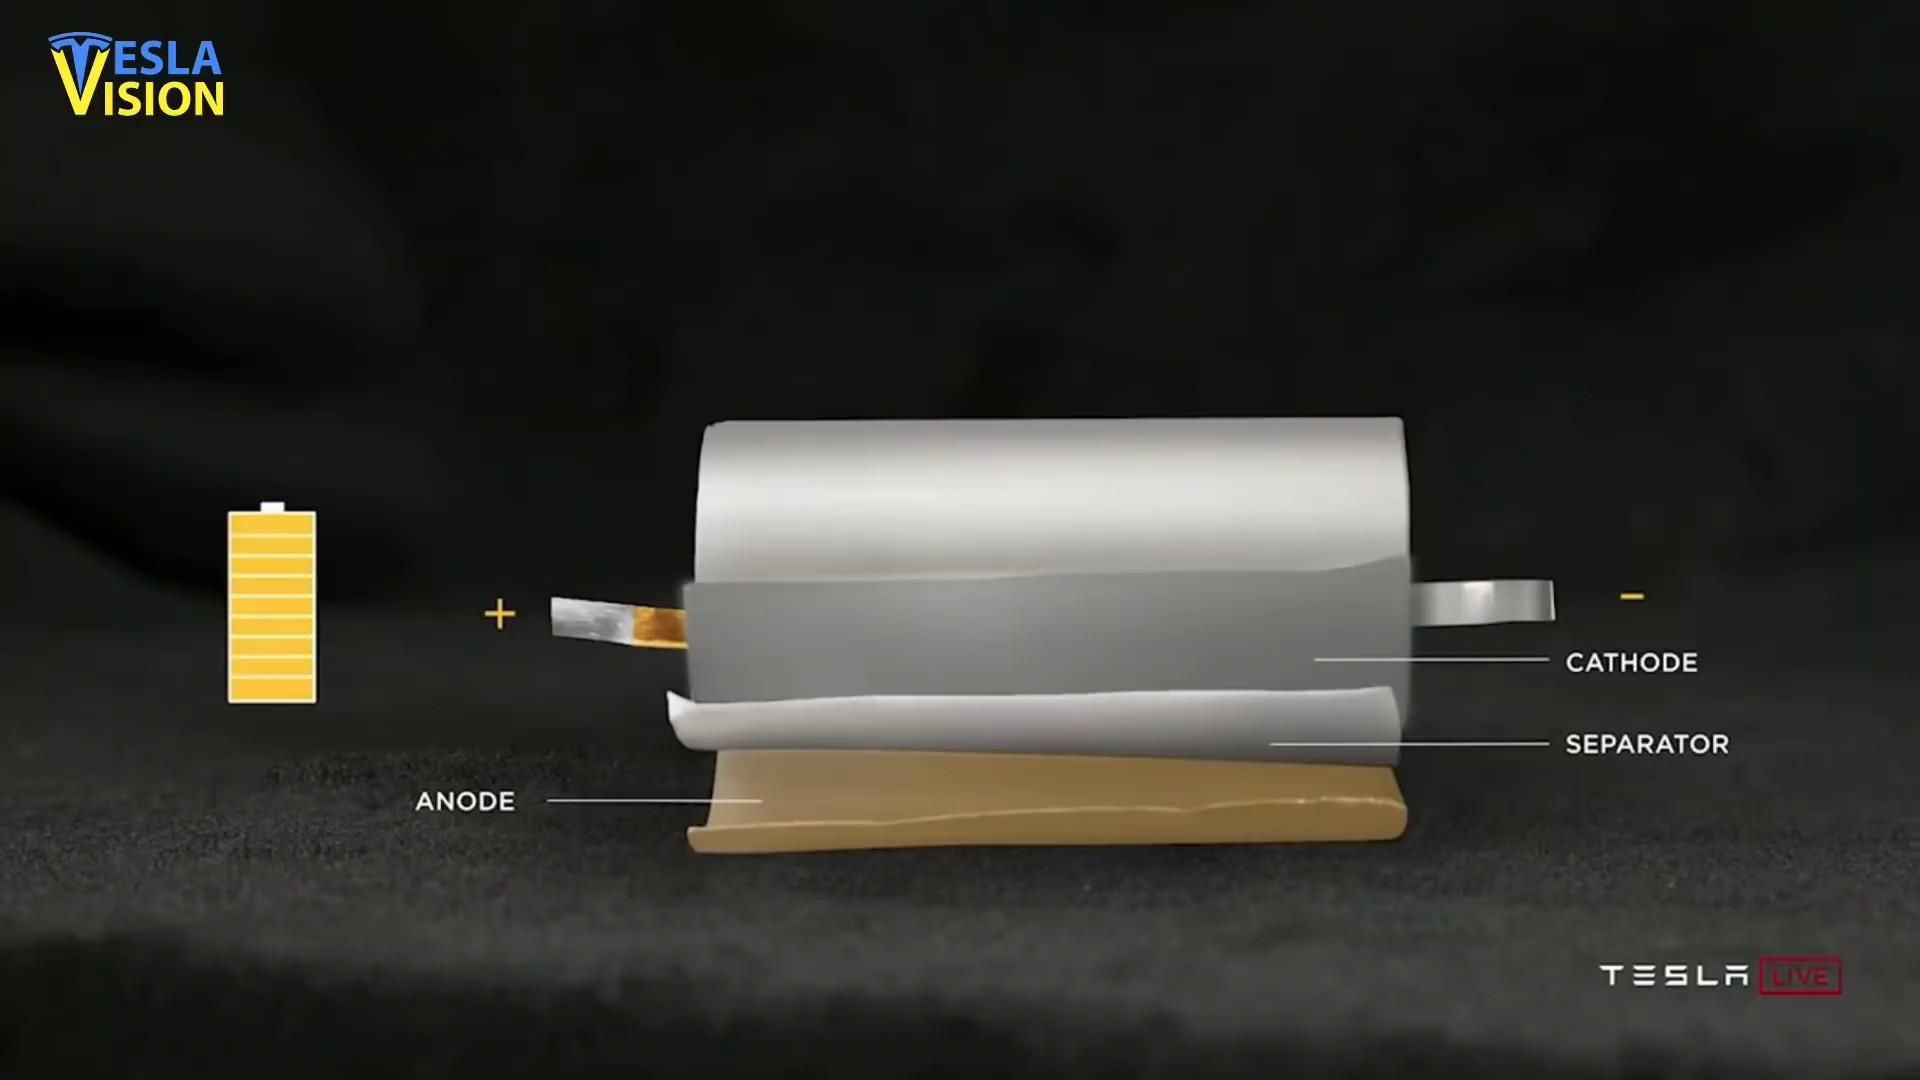 TESLA
VISION
+
-
CATHODE
SEPARATOR
ANODE
TESLA LIVE